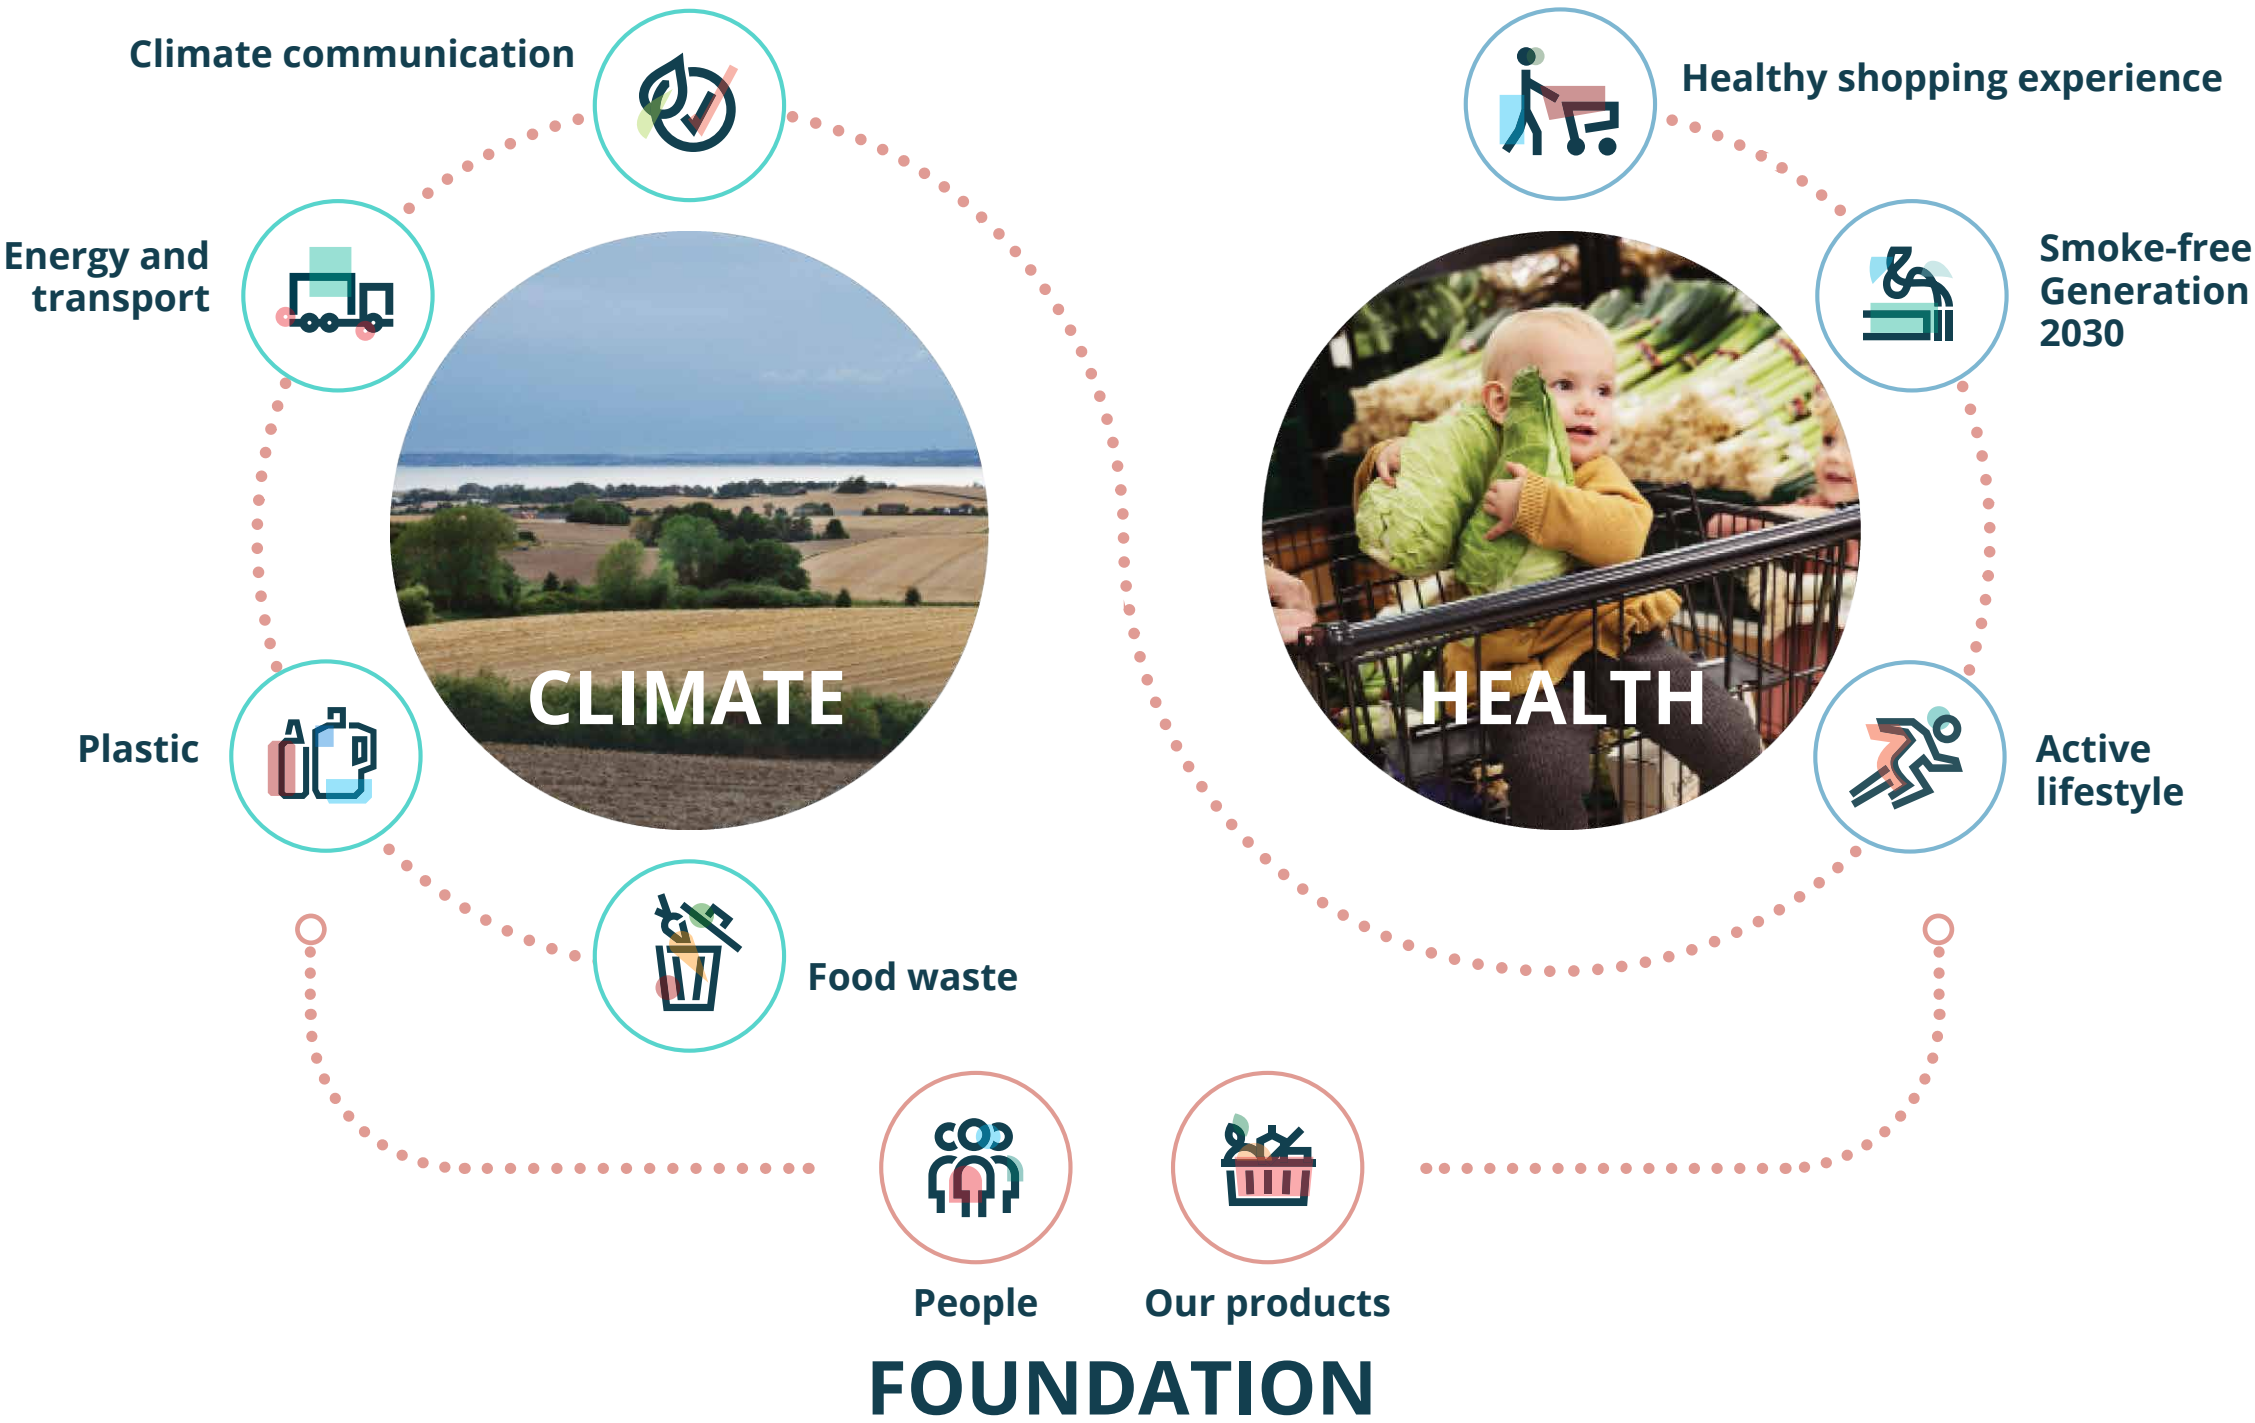 Climate communication
Energy and
transport
Plastic
Food waste
CLIMATE
Healthy shopping experience
Smoke-free
Generation
2030
Active
lifestyle
HEALTH
People
Our products
FOUNDATION